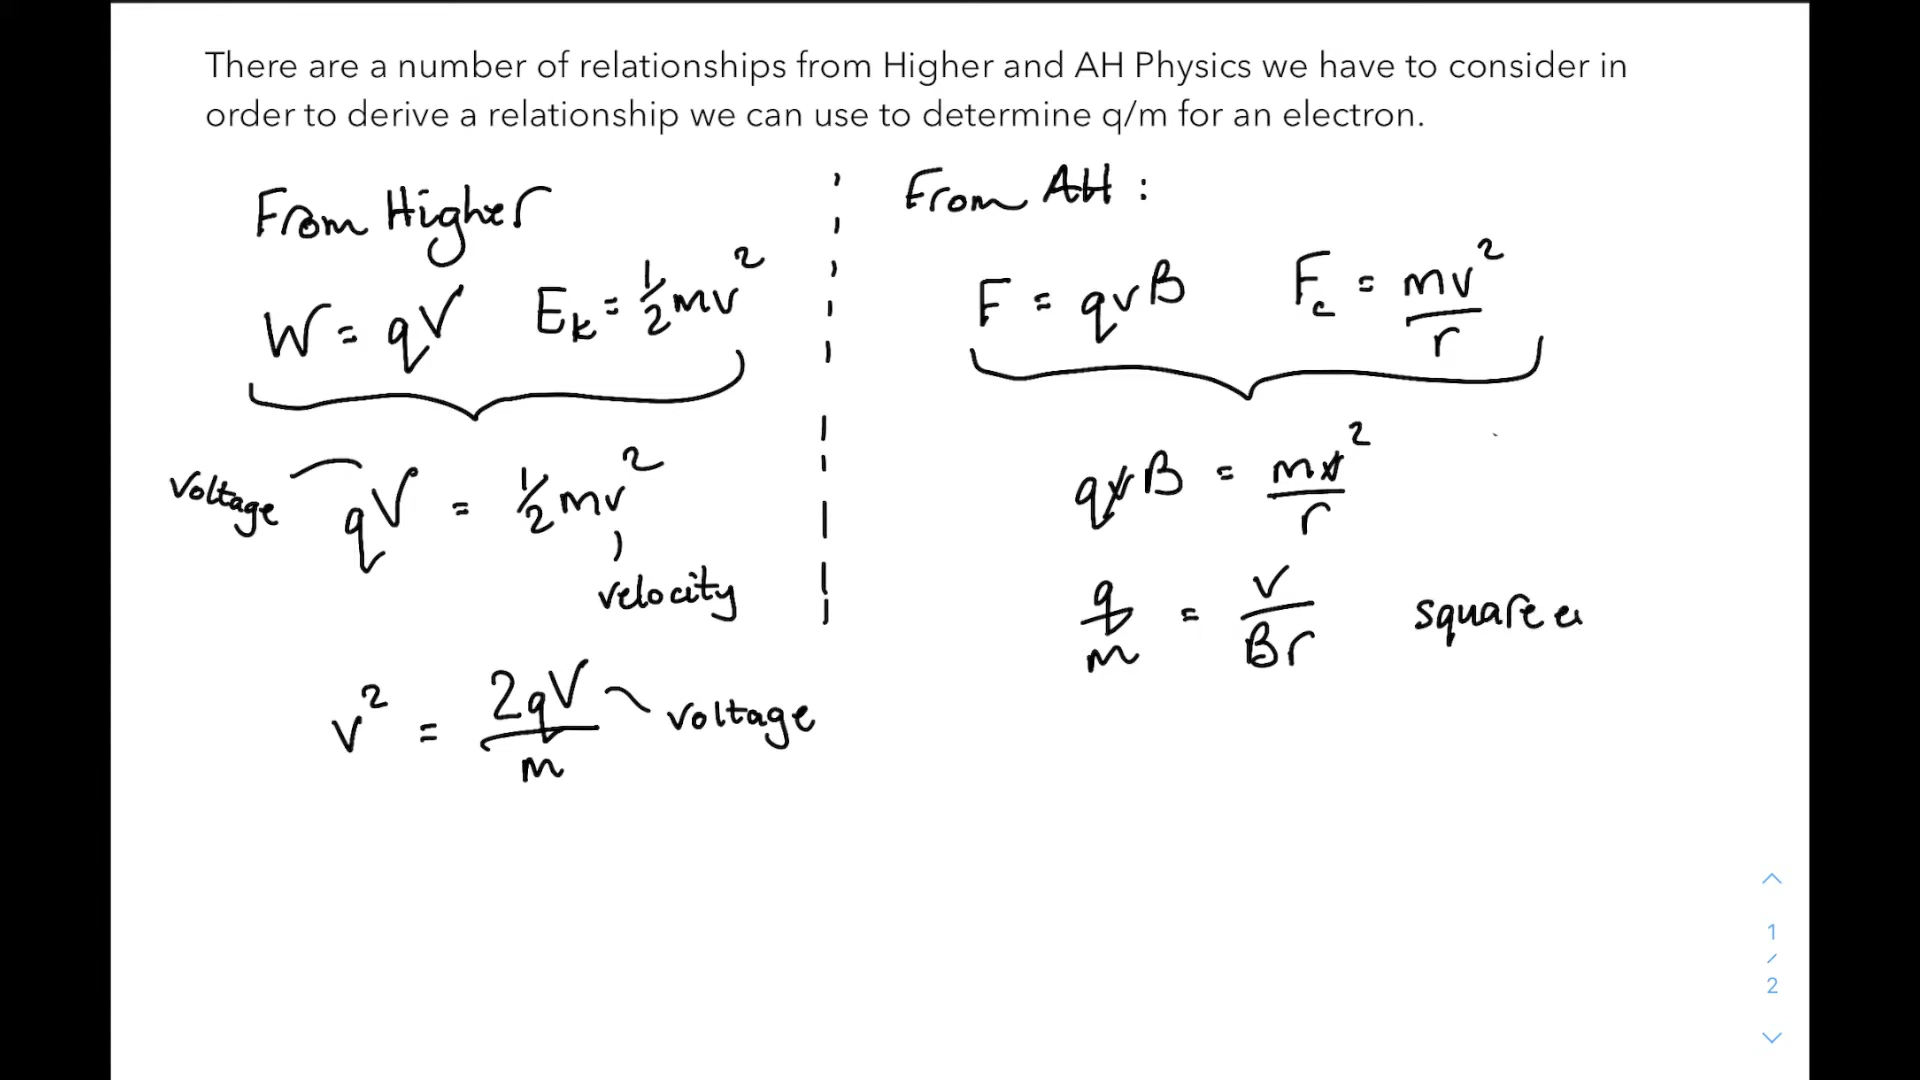 There are a number of relationships from Higher and AH Physics we have to consider in
order to derive a relationship we can use to determine q/m for an electron.
From Higher
W = qV   E_k = ½mv²
Voltage
qV = ½mv²
velocity
v² = 2qV/m
voltage
From AH :
F = qvB   F_c = mv²/r
qvB = mv²/r
q/m = v/Br   square
1
/
2